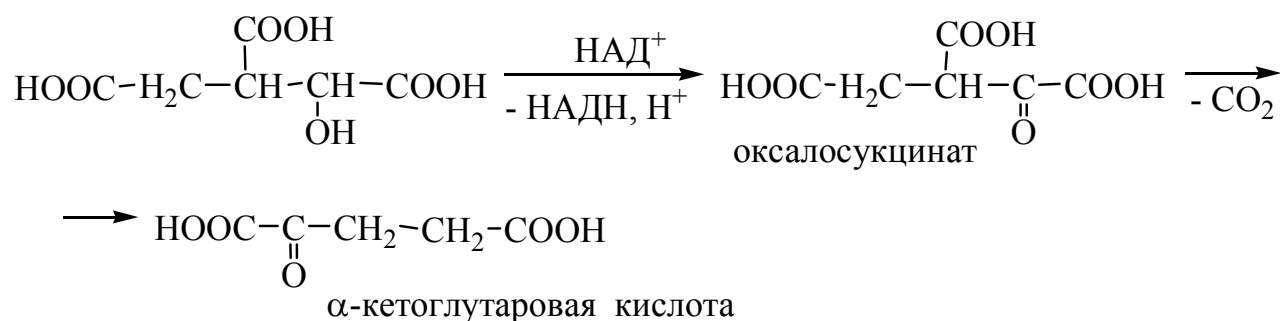 COOH
COOH
HOOC–H₂C–CH–CH–COOH
НАД⁺
- НАДН, Н⁺
HOOC–H₂C–CH–C–COOH
- CO₂
OH
O
оксалосукцинат
HOOC–C–CH₂–CH₂–COOH
O
α-кетоглутаровая кислота